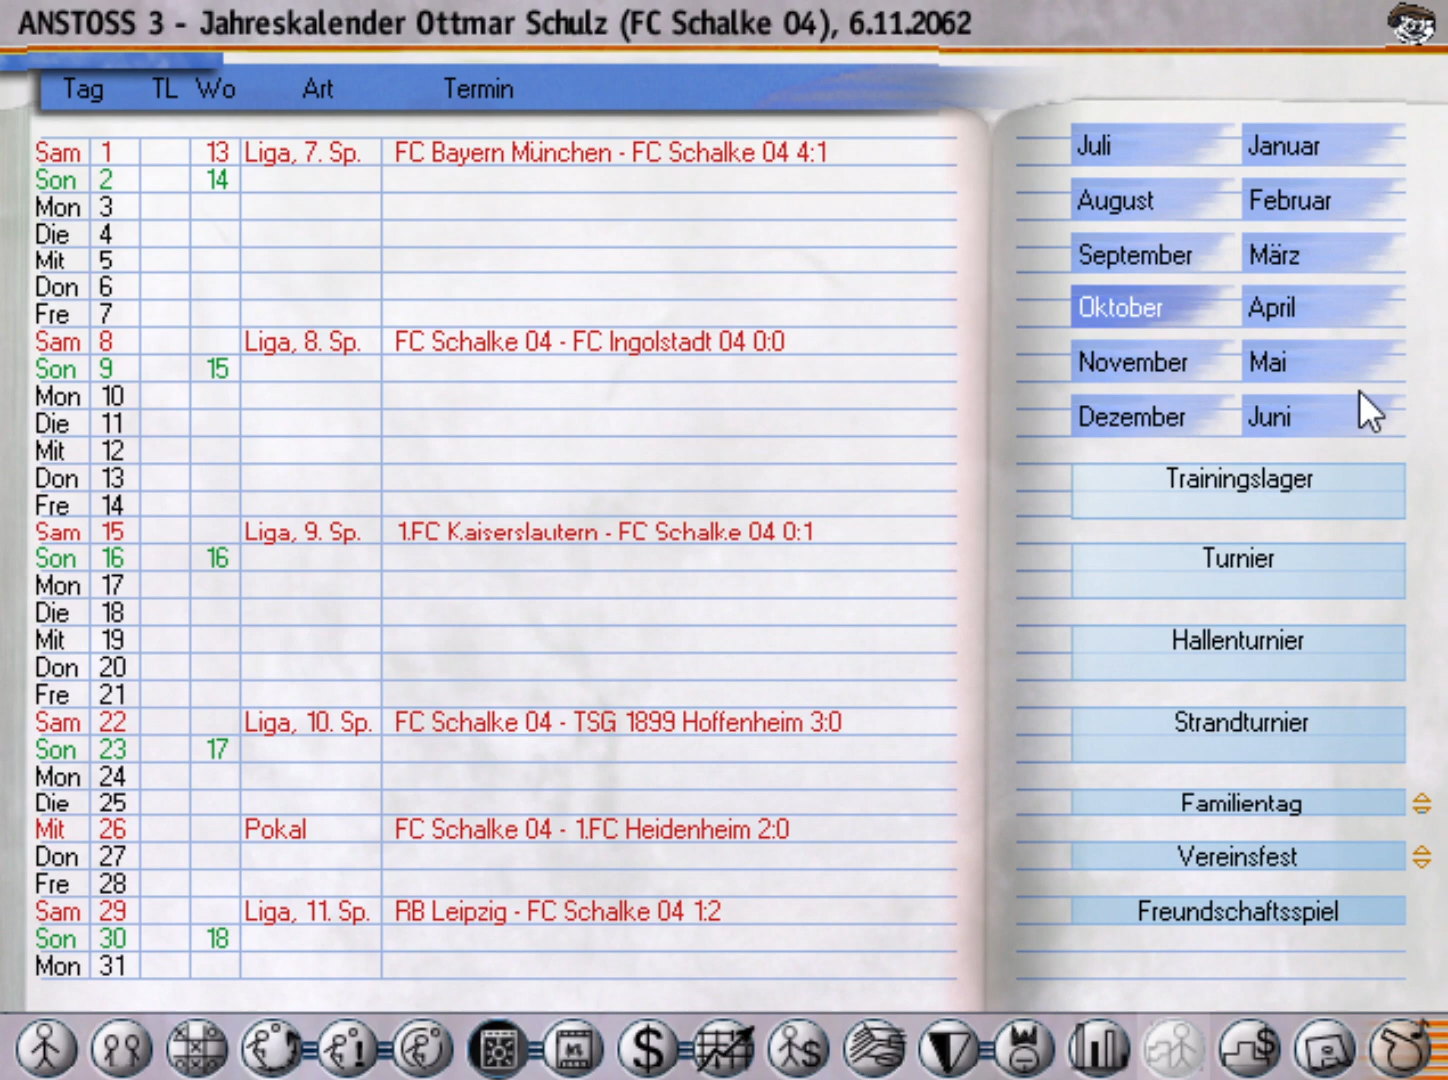 ANSTOSS 3 - Jahreskalender Ottmar Schulz (FC Schalke 04), 6.11.2062
Tag TL Wo Art Termin
Sam 1 13 Liga, 7. Sp. FC Bayern München - FC Schalke 04 4:1
Son 2 14
Mon 3
Die 4
Mit 5
Don 6
Fre 7
Sam 8 Liga, 8. Sp. FC Schalke 04 - FC Ingolstadt 04 0:0
Son 9 15
Mon 10
Die 11
Mit 12
Don 13
Fre 14
Sam 15 Liga, 9. Sp. 1.FC Kaiserslautern - FC Schalke 04 0:1
Son 16 16
Mon 17
Die 18
Mit 19
Don 20
Fre 21
Sam 22 Liga, 10. Sp. FC Schalke 04 - TSG 1899 Hoffenheim 3:0
Son 23 17
Mon 24
Die 25
Mit 26 Pokal FC Schalke 04 - 1.FC Heidenheim 2:0
Don 27
Fre 28
Sam 29 Liga, 11. Sp. RB Leipzig - FC Schalke 04 1:2
Son 30 18
Mon 31
Juli Januar
August Februar
September März
Oktober April
November Mai
Dezember Juni
Trainingslager
Turnier
Hallenturnier
Strandturnier
Familientag
Vereinsfest
Freundschaftsspiel